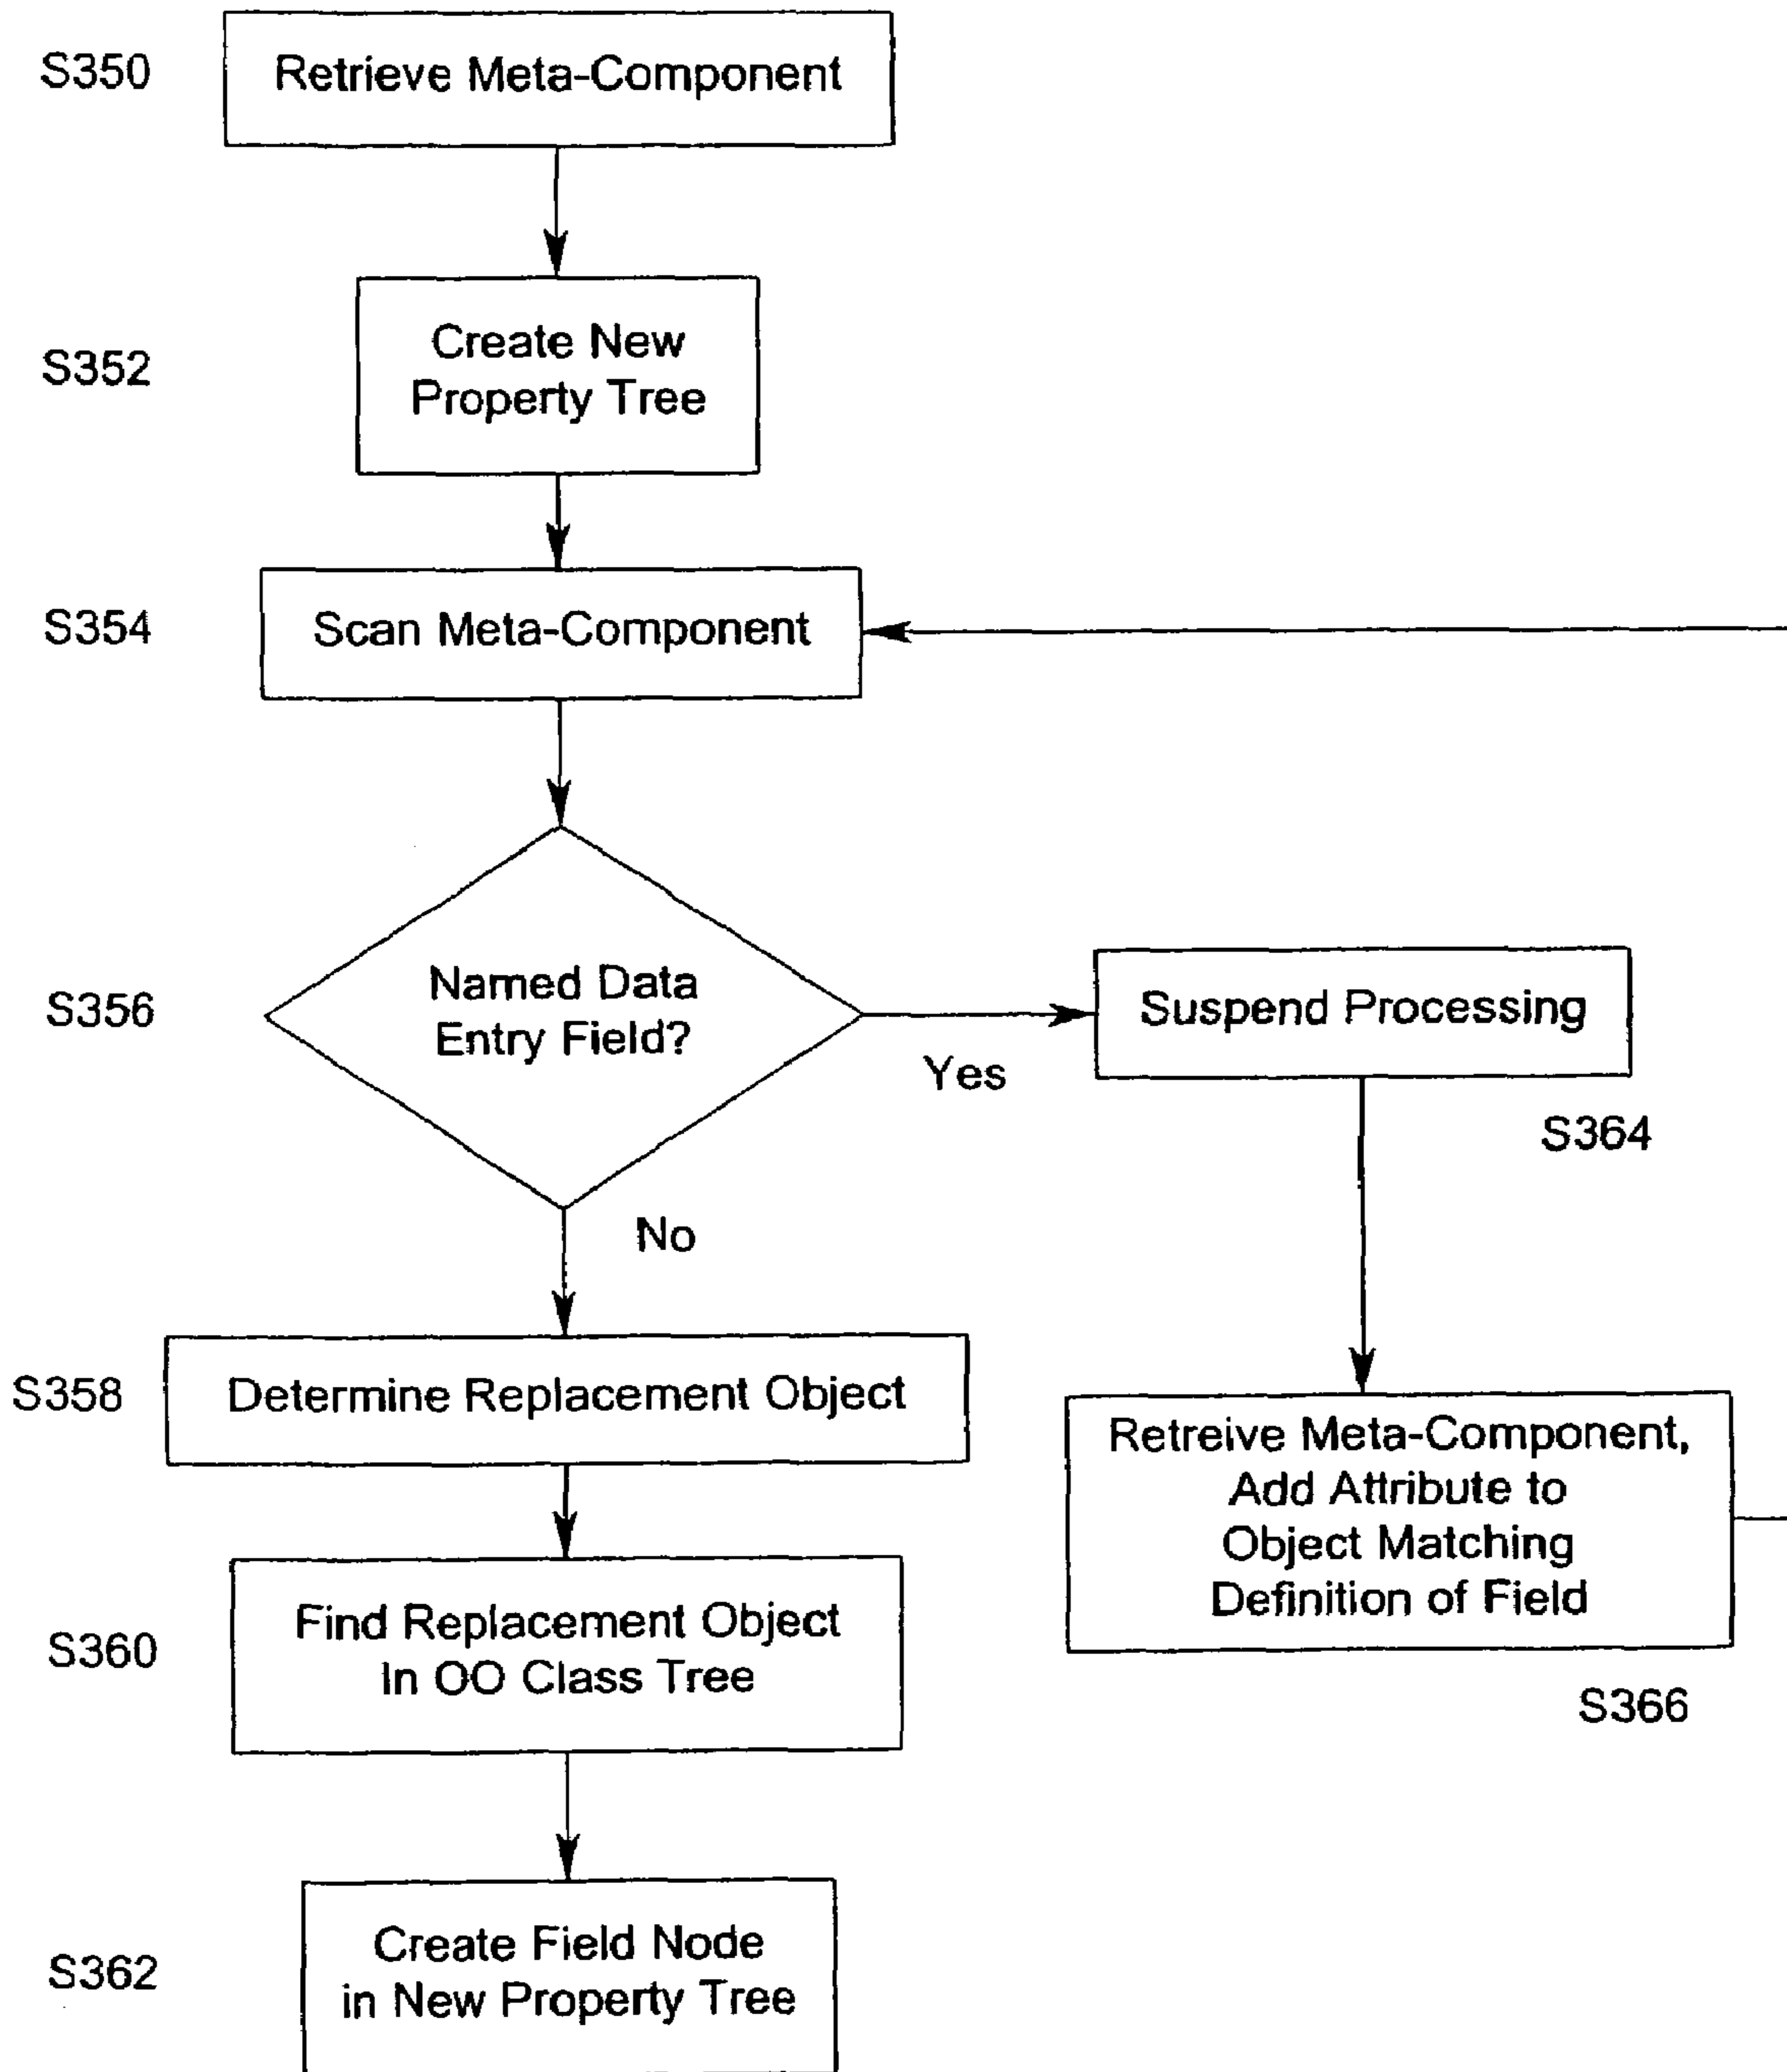 S350
Retrieve Meta-Component
S352
Create New
Property Tree
S354
Scan Meta-Component
S356
Named Data
Entry Field?
Yes
Suspend Processing
S364
No
S358
Determine Replacement Object
Retreive Meta-Component,
Add Attribute to
Object Matching
Definition of Field
S366
S360
Find Replacement Object
In OO Class Tree
S362
Create Field Node
in New Property Tree